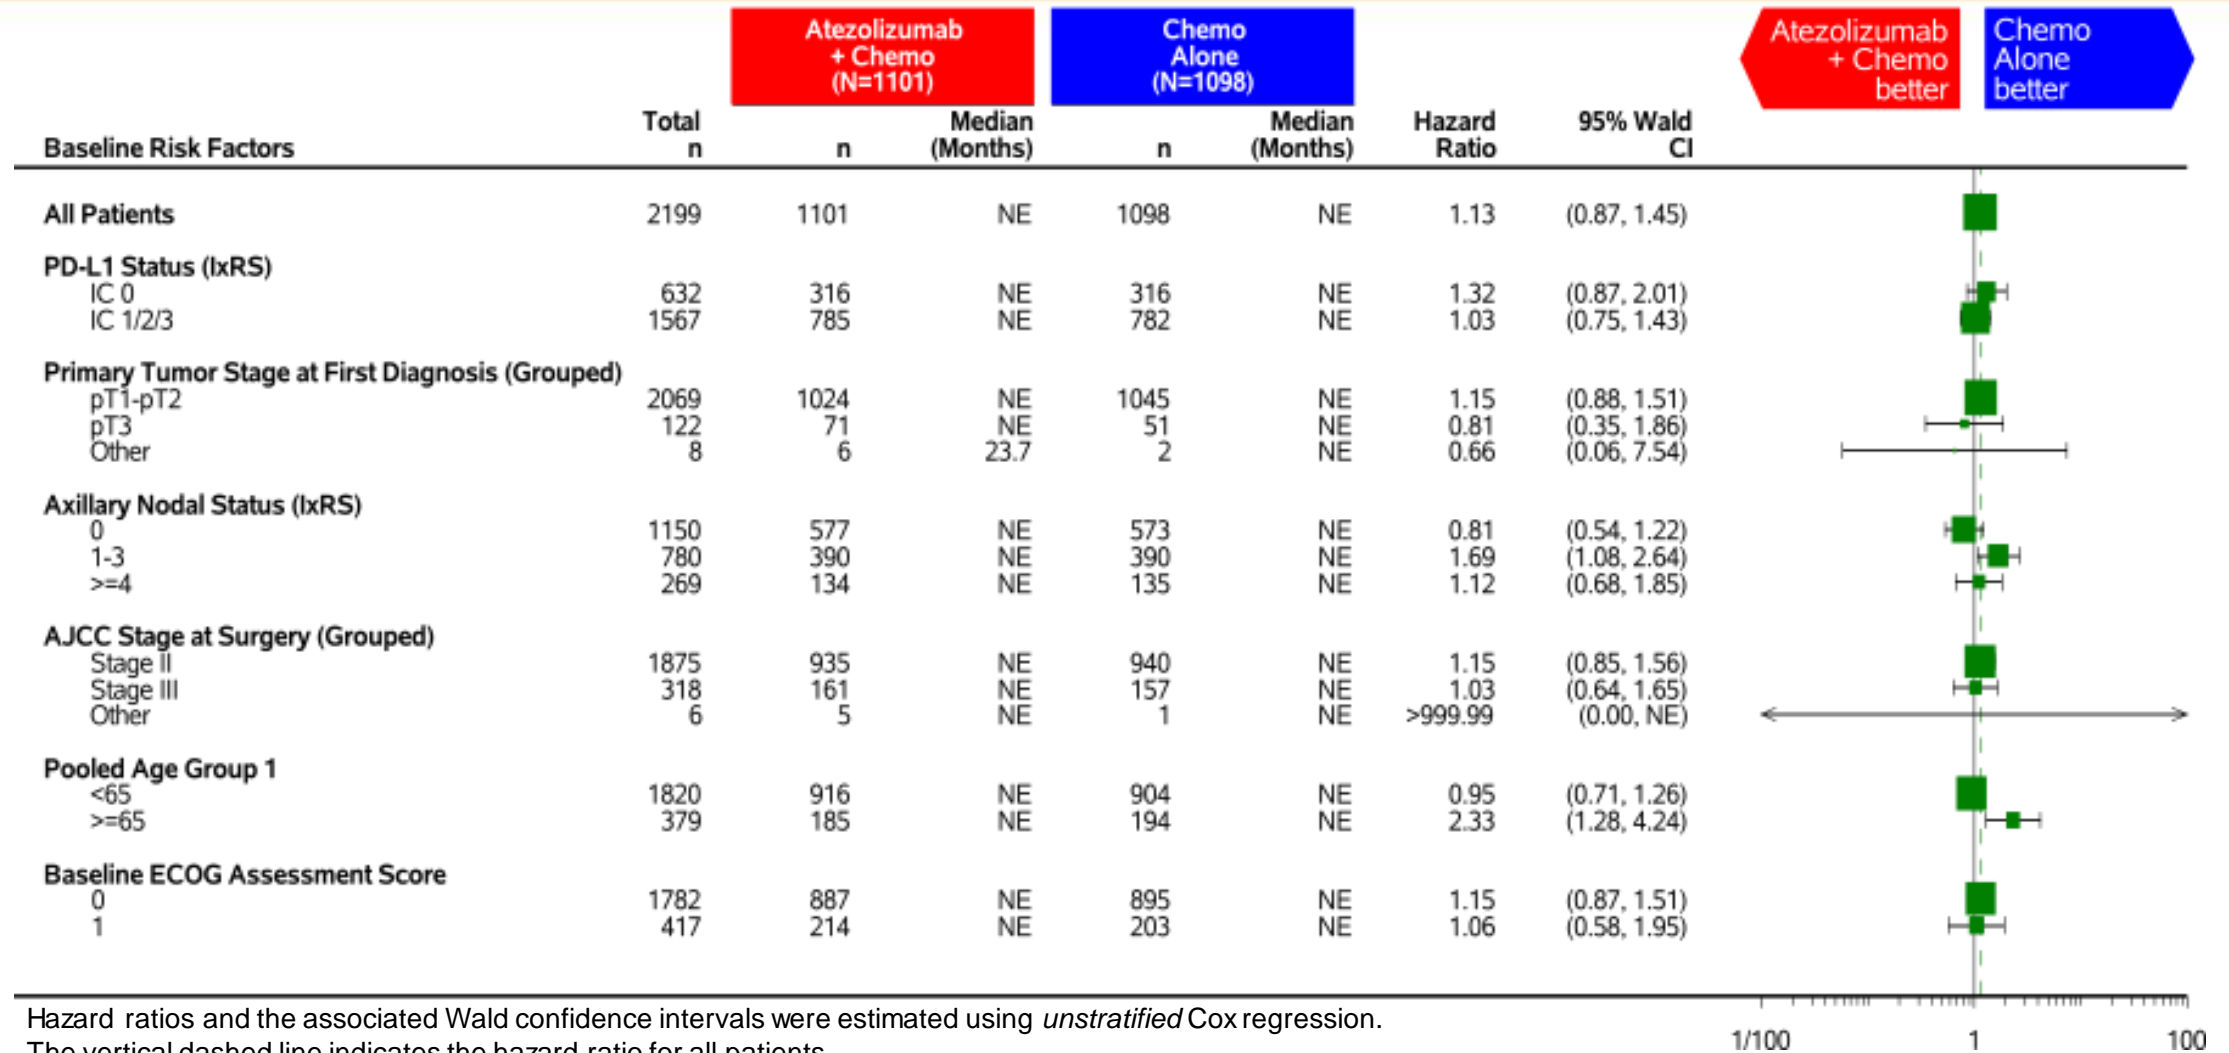 Atezolizumab + Chemo (N=1101)
Chemo Alone (N=1098)
Atezolizumab + Chemo better
Chemo Alone better
Baseline Risk Factors Total n n Median (Months) n Median (Months) Hazard Ratio 95% Wald CI
All Patients 2199 1101 NE 1098 NE 1.13 (0.87, 1.45)
PD-L1 Status (IxRS)
IC 0 632 316 NE 316 NE 1.32 (0.87, 2.01)
IC 1/2/3 1567 785 NE 782 NE 1.03 (0.75, 1.43)
Primary Tumor Stage at First Diagnosis (Grouped)
pT1-pT2 2069 1024 NE 1045 NE 1.15 (0.88, 1.51)
pT3 122 71 NE 51 NE 0.81 (0.35, 1.86)
Other 8 6 23.7 2 NE 0.66 (0.06, 7.54)
Axillary Nodal Status (IxRS)
0 1150 577 NE 573 NE 0.81 (0.54, 1.22)
1-3 780 390 NE 390 NE 1.69 (1.08, 2.64)
>=4 269 134 NE 135 NE 1.12 (0.68, 1.85)
AJCC Stage at Surgery (Grouped)
Stage II 1875 935 NE 940 NE 1.15 (0.85, 1.56)
Stage III 318 161 NE 157 NE 1.03 (0.64, 1.65)
Other 6 5 NE 1 NE >999.99 (0.00, NE)
Pooled Age Group 1
<65 1820 916 NE 904 NE 0.95 (0.71, 1.26)
>=65 379 185 NE 194 NE 2.33 (1.28, 4.24)
Baseline ECOG Assessment Score
0 1782 887 NE 895 NE 1.15 (0.87, 1.51)
1 417 214 NE 203 NE 1.06 (0.58, 1.95)
Hazard ratios and the associated Wald confidence intervals were estimated using unstratified Cox regression.
The vertical dashed line indicates the hazard ratio for all patients
1/100 1 100